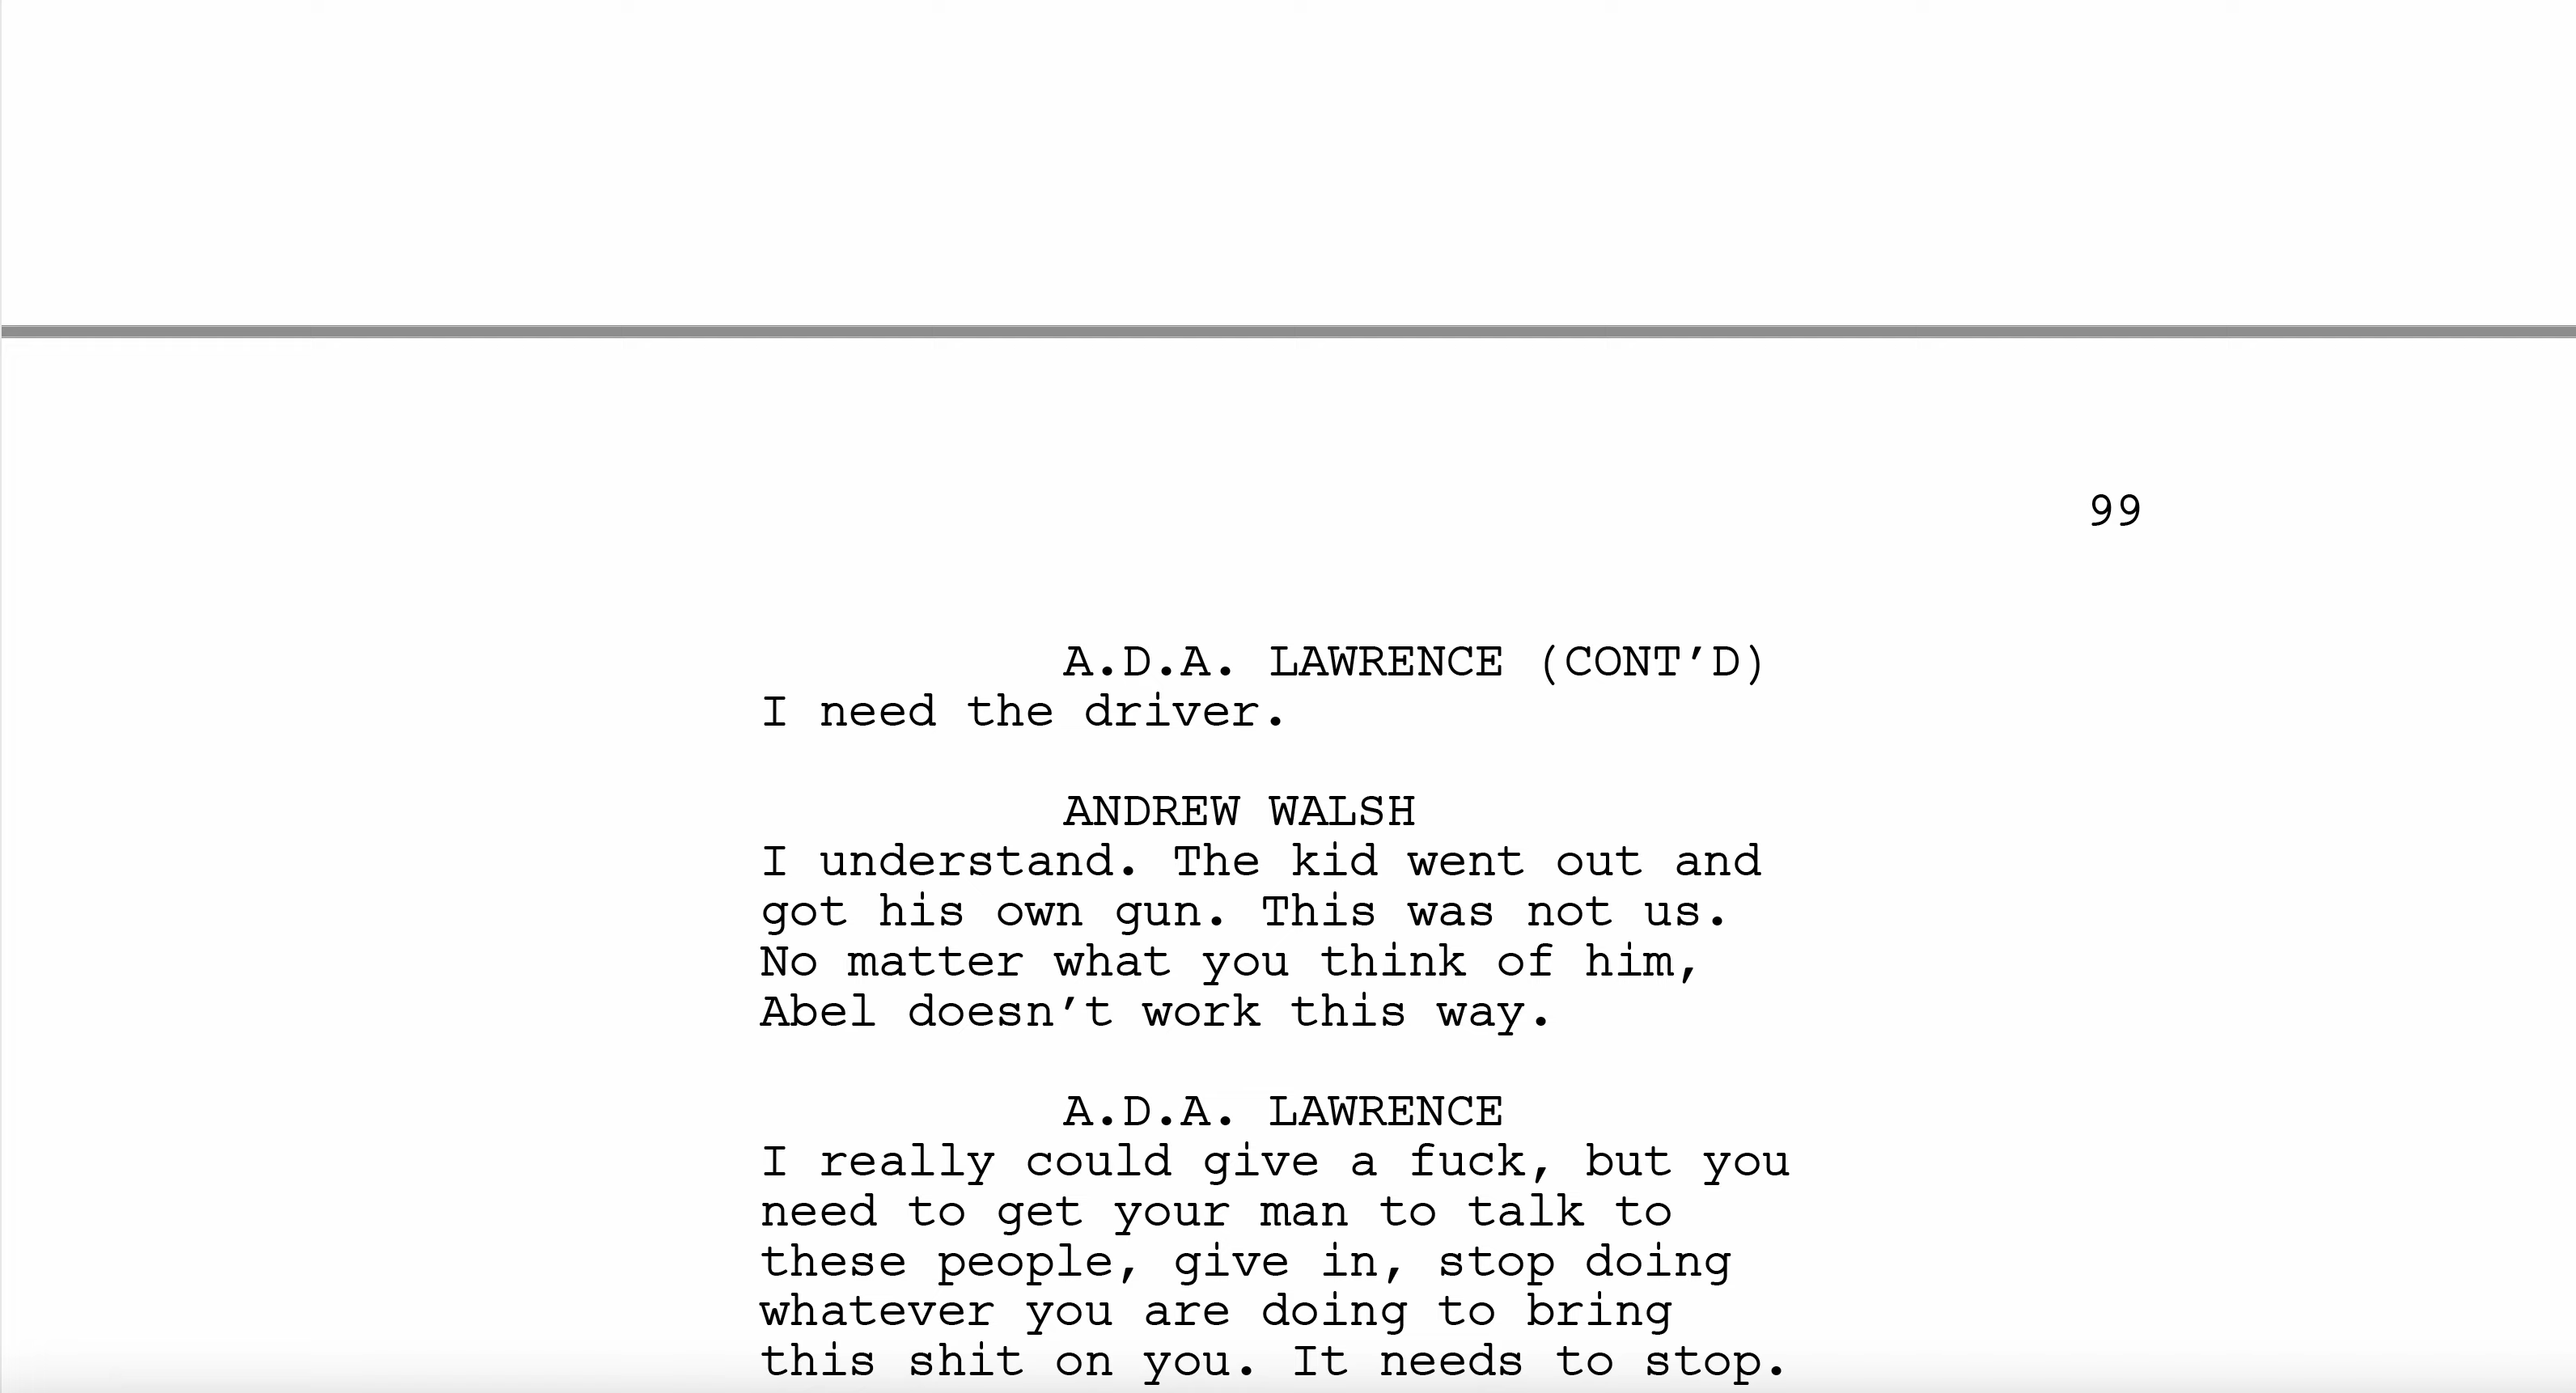 99
A.D.A. LAWRENCE (CONT’D)
I need the driver.
ANDREW WALSH
I understand. The kid went out and
got his own gun. This was not us.
No matter what you think of him,
Abel doesn’t work this way.
A.D.A. LAWRENCE
I really could give a fuck, but you
need to get your man to talk to
these people, give in, stop doing
whatever you are doing to bring
this shit on you. It needs to stop.